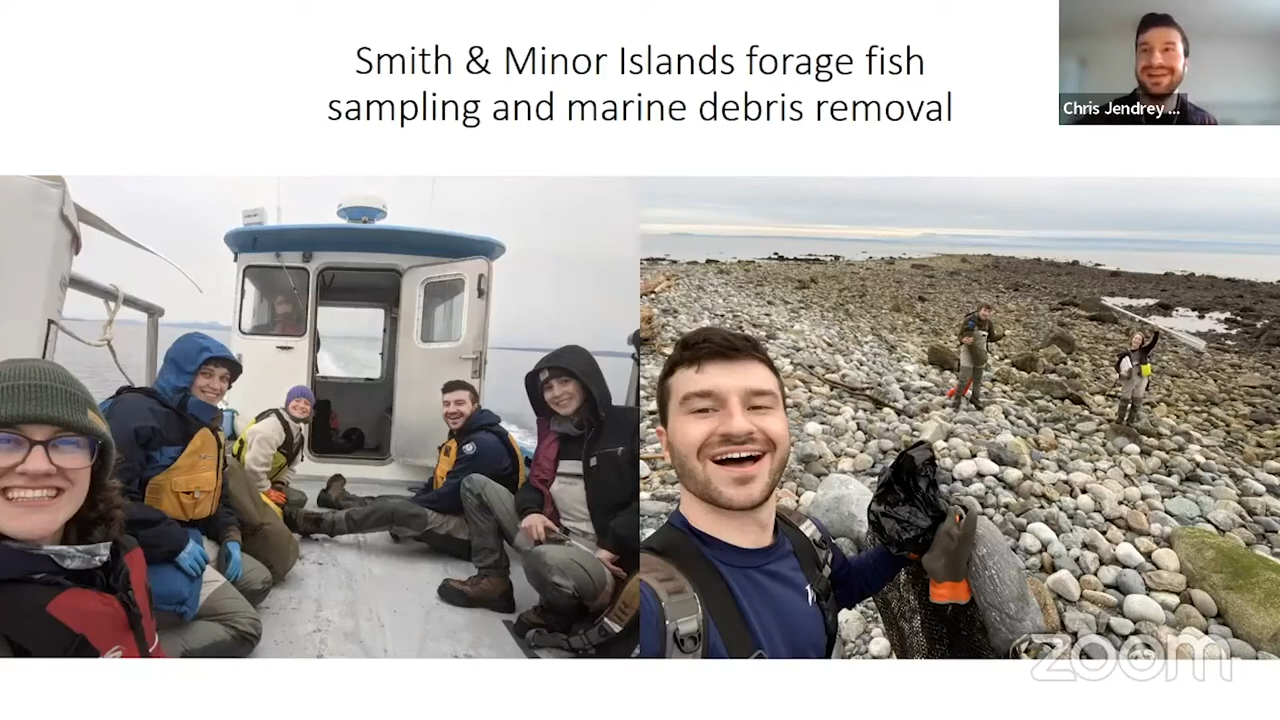 Smith & Minor Islands forage fish
sampling and marine debris removal
Chris Jendrey ...
zoom